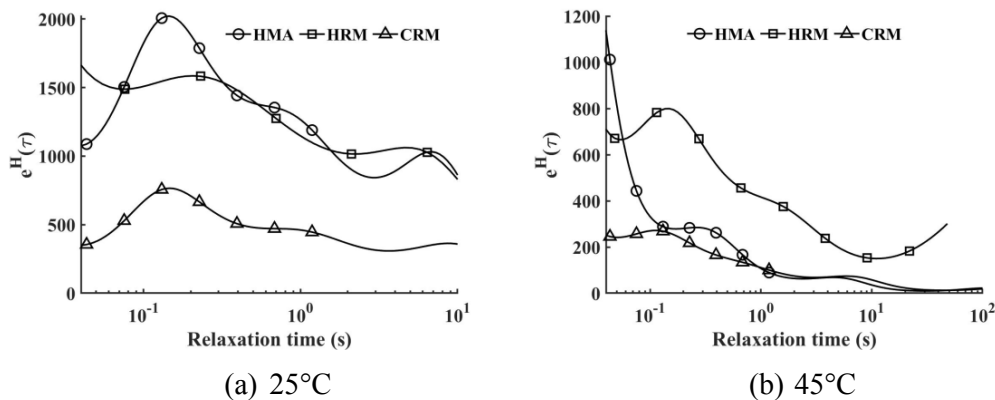 HMA HRM CRM
2000
1500
1000
500
0
e^H(τ)
10^-1 10^0 10^1
Relaxation time (s)
(a) 25°C
HMA HRM CRM
1200
1000
800
600
400
200
0
e^H(τ)
10^-1 10^0 10^1 10^2
Relaxation time (s)
(b) 45°C